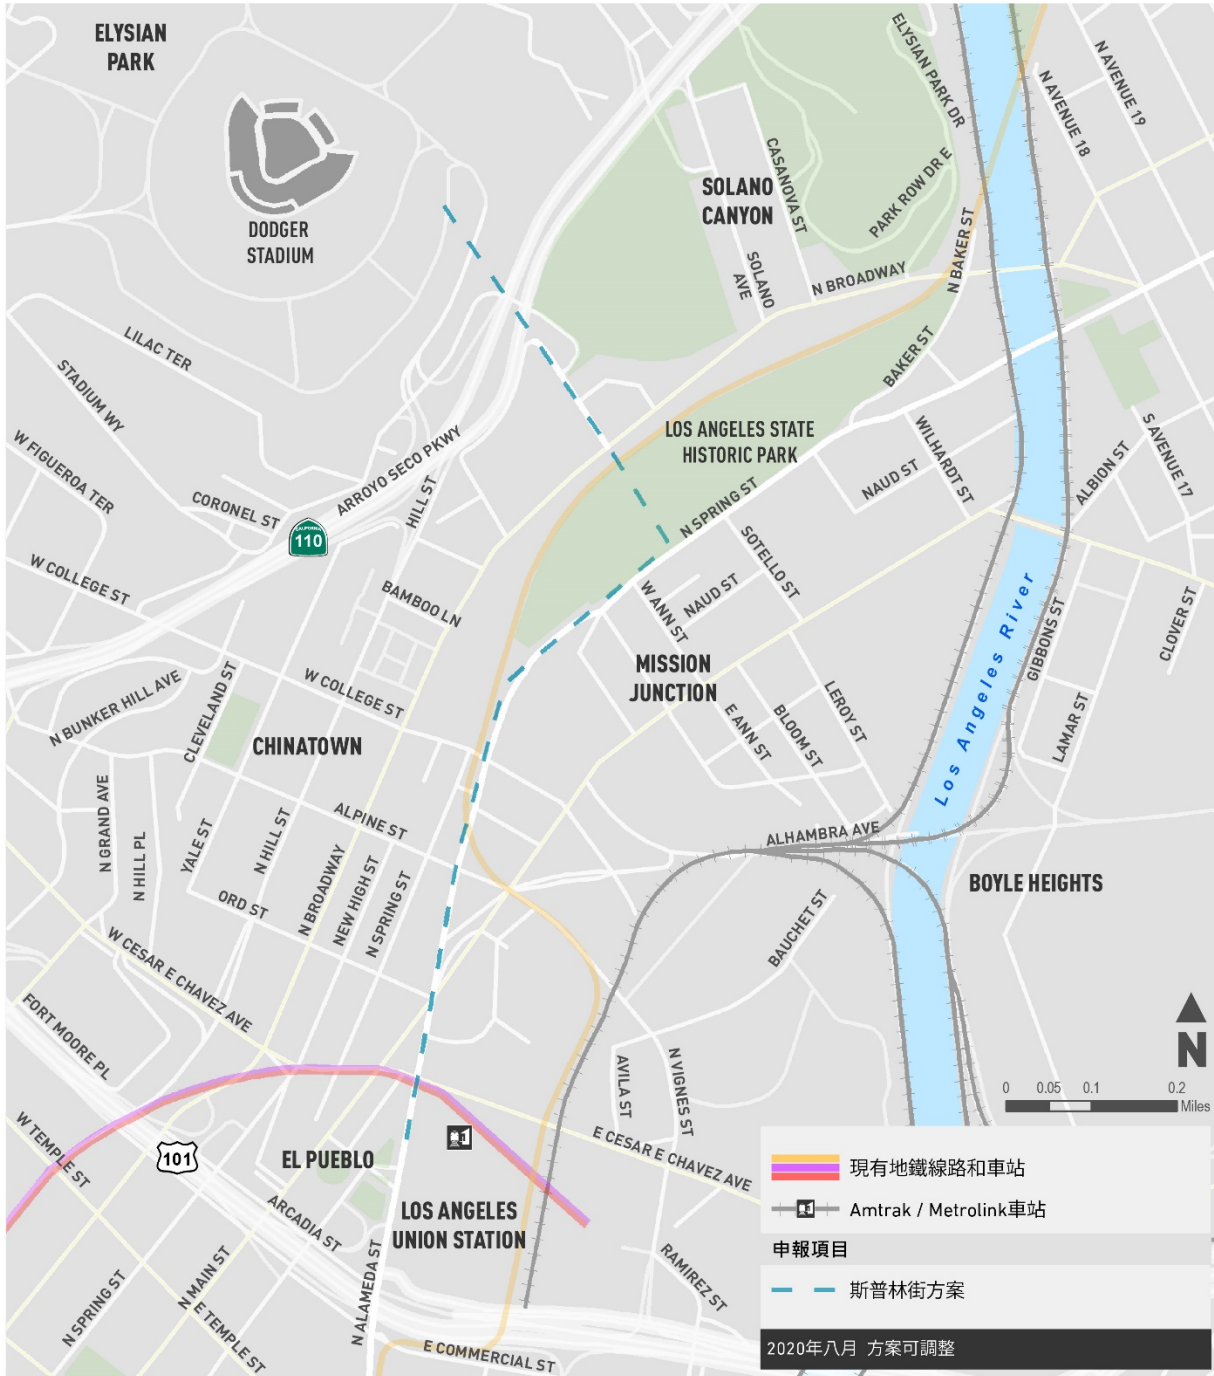 ELYSIAN
PARK
DODGER
STADIUM
ELYSIAN PARK DR
N AVENUE 19
N AVENUE 18
SOLANO
CANYON
CASANOVA ST
PARK ROW DR E
SOLANO
AVE
N BROADWAY
N BAKER ST
BAKER ST
LILAC TER
STADIUM WY
W FIGUEROA TER
CORONEL ST
ARROYO SECO PKWY
HILL ST
CALIFORNIA
110
LOS ANGELES STATE
HISTORIC PARK
N SPRING ST
WILHARDT ST
NAUD ST
ALBION ST
S AVENUE 17
W COLLEGE ST
BAMBOO LN
SOTELLO ST
NAUD ST
W ANN ST
MISSION
JUNCTION
Los Angeles River
GIBBONS ST
CLOVER ST
N BUNKER HILL AVE
CLEVELAND ST
W COLLEGE ST
CHINATOWN
E ANN ST
BLOOM ST
LEROY ST
LAMAR ST
N GRAND AVE
N HILL PL
YALE ST
N HILL ST
ALPINE ST
ORD ST
N BROADWAY
NEW HIGH ST
N SPRING ST
ALHAMBRA AVE
BOYLE HEIGHTS
BAUCHET ST
W CESAR E CHAVEZ AVE
FORT MOORE PL
AVILA ST
N VIGNES ST
N
0 0.05 0.1 0.2
Miles
W TEMPLE ST
101
EL PUEBLO
E CESAR E CHAVEZ AVE
ARCADIA ST
LOS ANGELES
UNION STATION
RAMIREZ ST
N SPRING ST
N MAIN ST
E TEMPLE ST
N ALAMEDA ST
E COMMERCIAL ST
現有地鐵線路和車站
Amtrak / Metrolink車站
申報項目
斯普林街方案
2020年八月 方案可調整